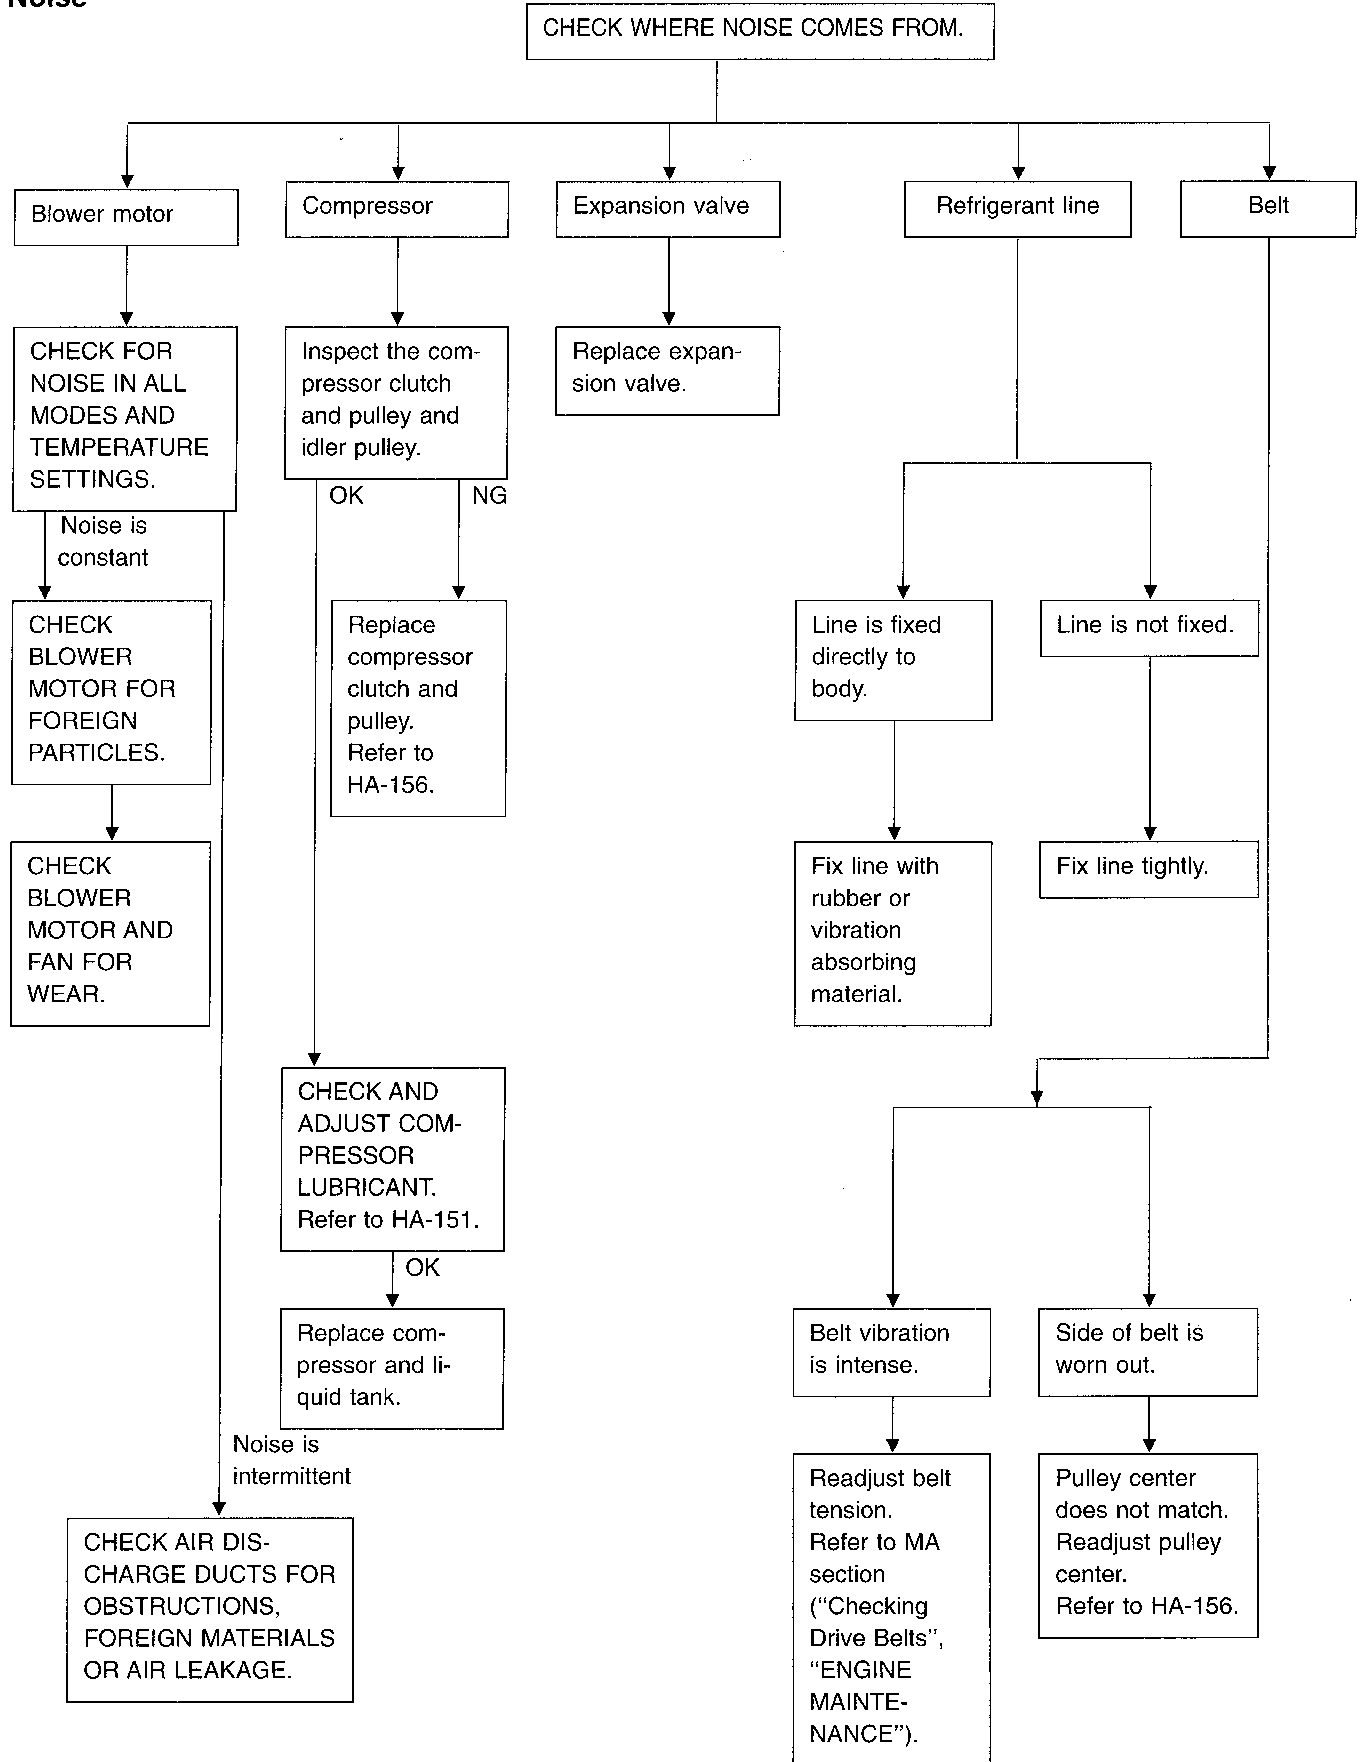 Noise
CHECK WHERE NOISE COMES FROM.
Blower motor
Compressor
Expansion valve
Refrigerant line
Belt
CHECK FOR
NOISE IN ALL
MODES AND
TEMPERATURE
SETTINGS.
Inspect the com-
pressor clutch
and pulley and
idler pulley.
Replace expan-
sion valve.
OK
NG
Noise is
constant
CHECK
BLOWER
MOTOR FOR
FOREIGN
PARTICLES.
Replace
compressor
clutch and
pulley.
Refer to
HA-156.
Line is fixed
directly to
body.
Line is not fixed.
CHECK
BLOWER
MOTOR AND
FAN FOR
WEAR.
Fix line with
rubber or
vibration
absorbing
material.
Fix line tightly.
CHECK AND
ADJUST COM-
PRESSOR
LUBRICANT.
Refer to HA-151.
OK
Replace com-
pressor and li-
quid tank.
Belt vibration
is intense.
Side of belt is
worn out.
Noise is
intermittent
CHECK AIR DIS-
CHARGE DUCTS FOR
OBSTRUCTIONS,
FOREIGN MATERIALS
OR AIR LEAKAGE.
Readjust belt
tension.
Refer to MA
section
(“Checking
Drive Belts”,
“ENGINE
MAINTE-
NANCE”).
Pulley center
does not match.
Readjust pulley
center.
Refer to HA-156.